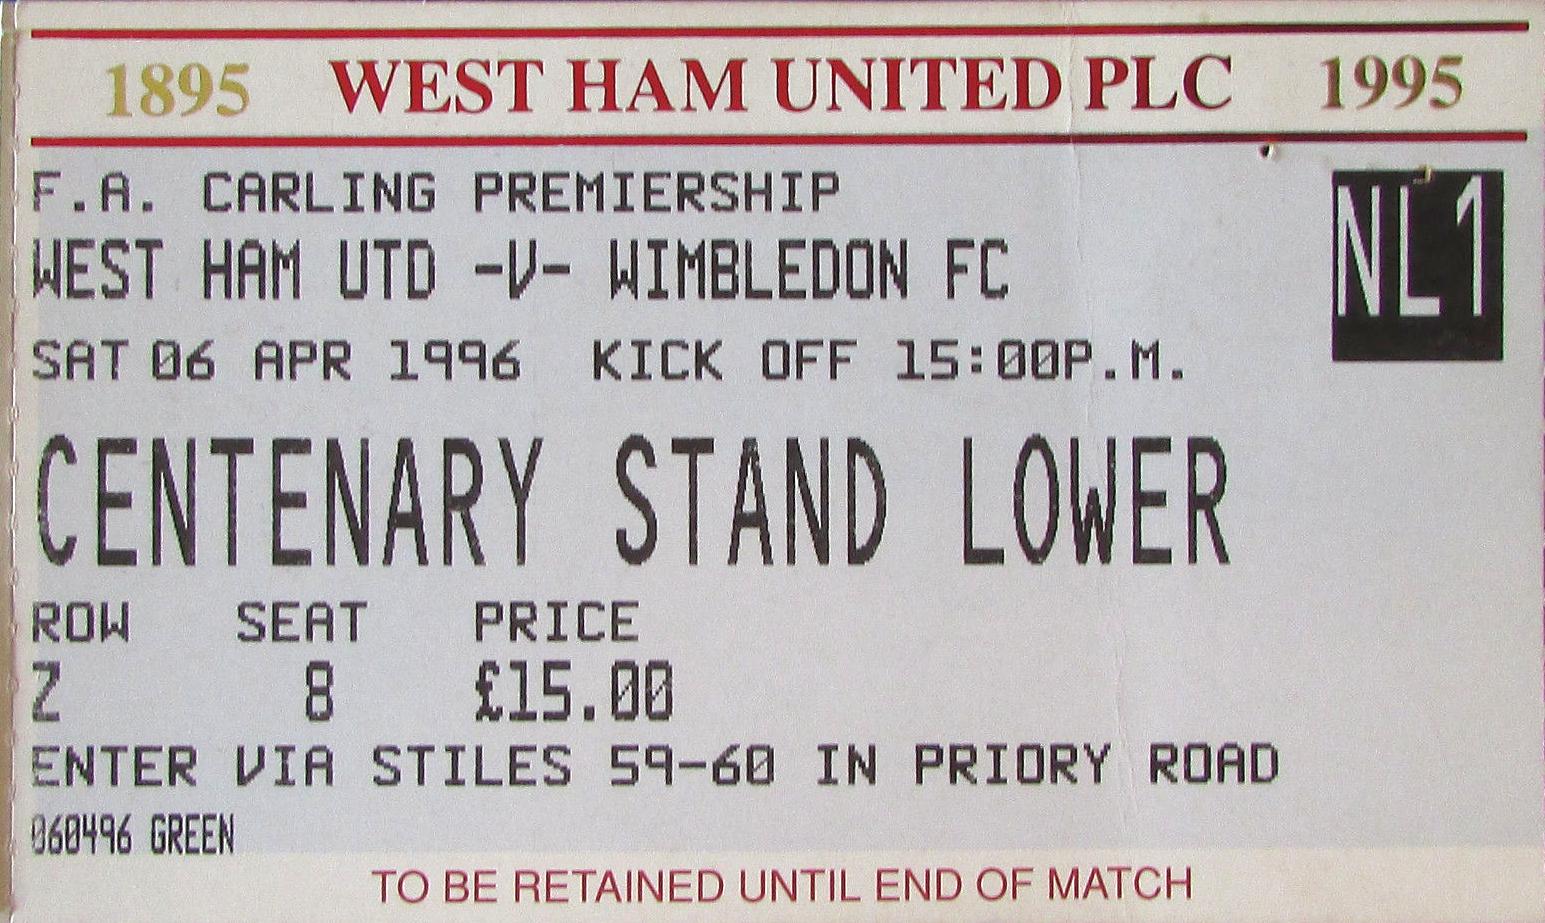 1895 WEST HAM UNITED PLC 1995
F.A. CARLING PREMIERSHIP
NL1
WEST HAM UTD -V- WIMBLEDON FC
SAT 06 APR 1996 KICK OFF 15:00P.M.
CENTENARY STAND LOWER
ROW SEAT PRICE
Z 8 £15.00
ENTER VIA STILES 59-60 IN PRIORY ROAD
060496 GREEN
TO BE RETAINED UNTIL END OF MATCH